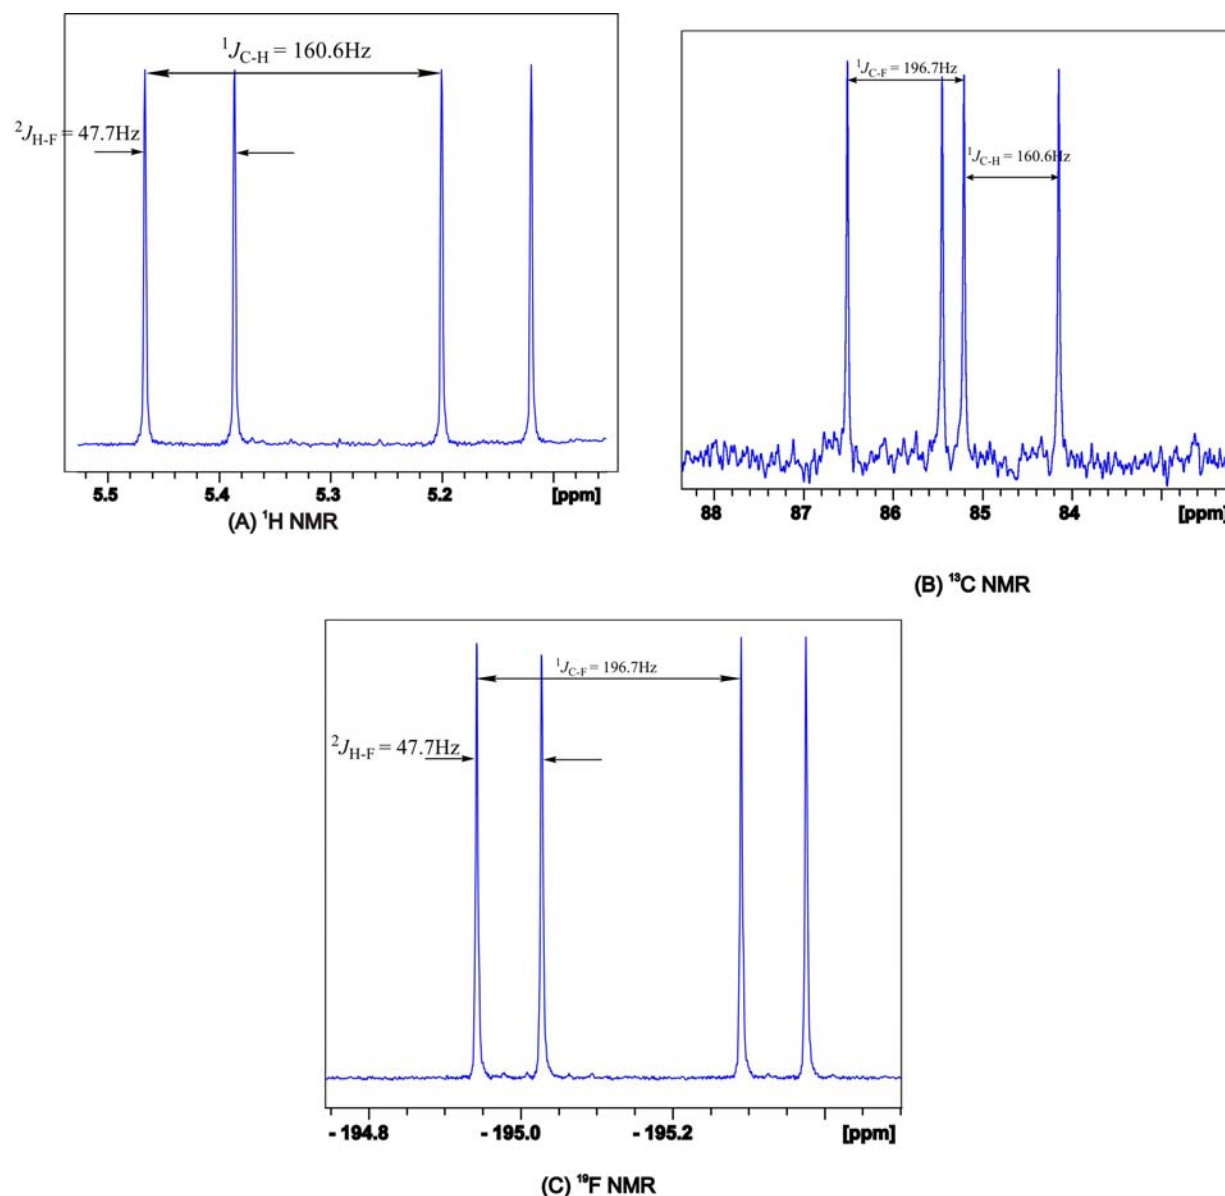 ¹J_C-H = 160.6Hz
²J_H-F = 47.7Hz
5.5 5.4 5.3 5.2 [ppm]
(A) ¹H NMR
¹J_C-F = 196.7Hz
¹J_C-H = 160.6Hz
88 87 86 85 84 [ppm]
(B) ¹³C NMR
¹J_C-F = 196.7Hz
²J_H-F = 47.7Hz
- 194.8 - 195.0 - 195.2 [ppm]
(C) ¹⁹F NMR